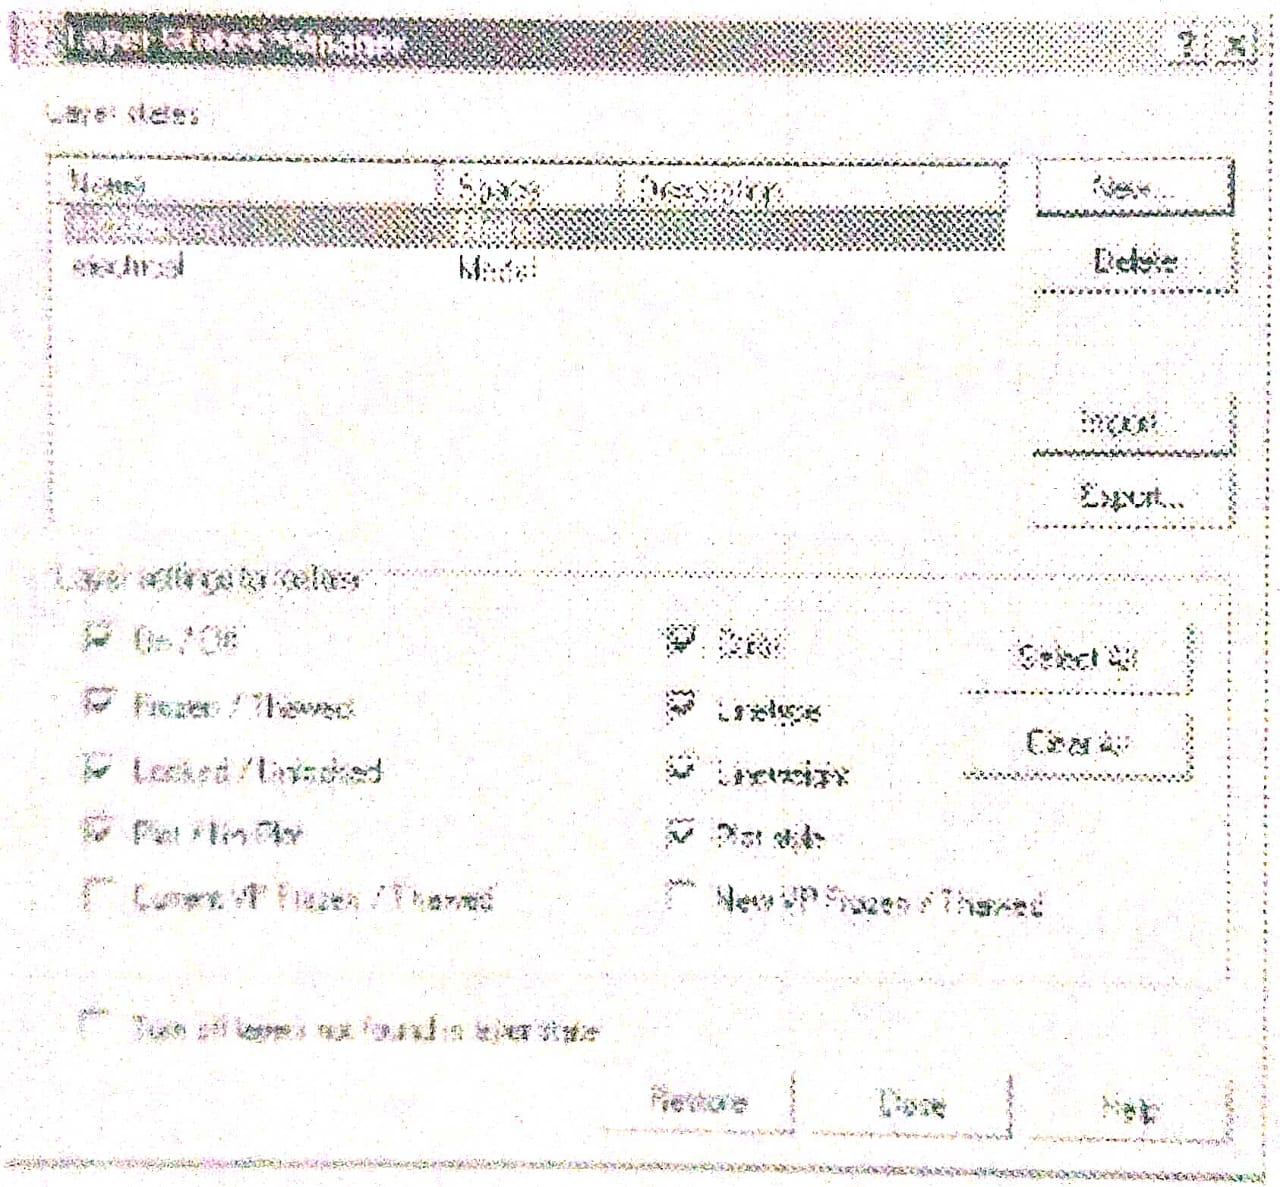 Layer States Manager ? X
Layer states
Name Space Description New...
Delete
electrical Model
Import...
Export...
Layer settings to restore
On / Off Color Select All
Frozen / Thawed Linetype
Clear All
Locked / Unlocked Lineweight
Plot / No Plot Plot style
Current VP Frozen / Thawed New VP Frozen / Thawed
Turn off layers not found in layer state
Restore Close Help